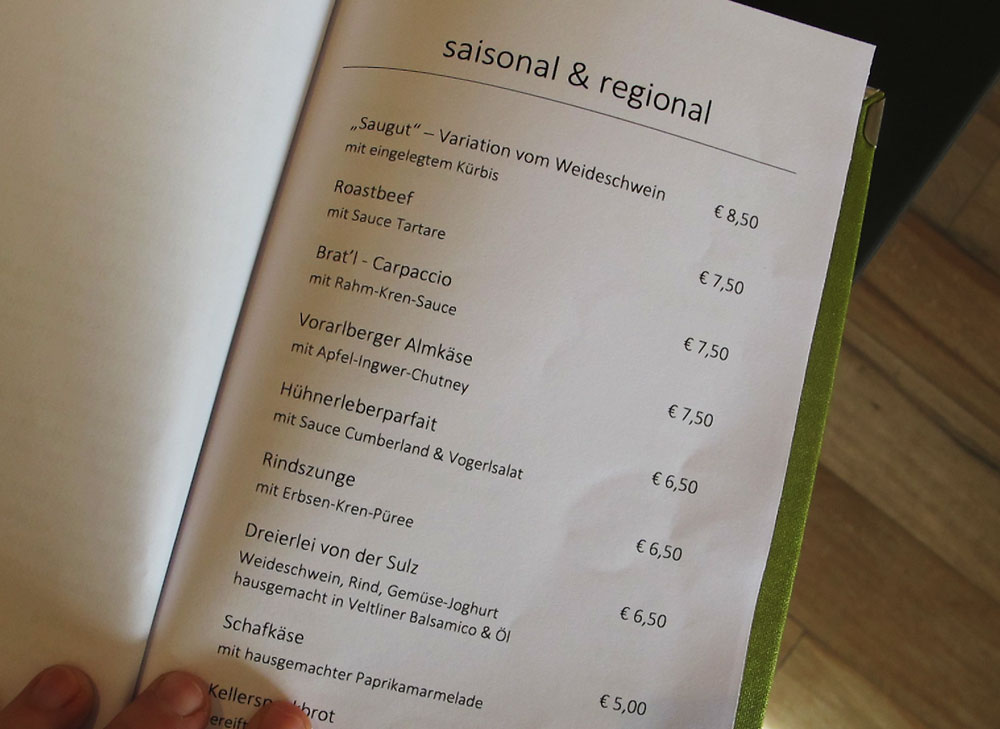 saisonal & regional
„Saugut“ – Variation vom Weideschwein
mit eingelegtem Kürbis € 8,50
Roastbeef
mit Sauce Tartare € 7,50
Brat’l - Carpaccio
mit Rahm-Kren-Sauce € 7,50
Vorarlberger Almkäse
mit Apfel-Ingwer-Chutney € 7,50
Hühnerleberparfait
mit Sauce Cumberland & Vogerlsalat € 6,50
Rindszunge
mit Erbsen-Kren-Püree € 6,50
Dreierlei von der Sulz
Weideschwein, Rind, Gemüse-Joghurt
hausgemacht in Veltliner Balsamico & Öl € 6,50
Schafkäse
mit hausgemachter Paprikamarmelade € 5,00